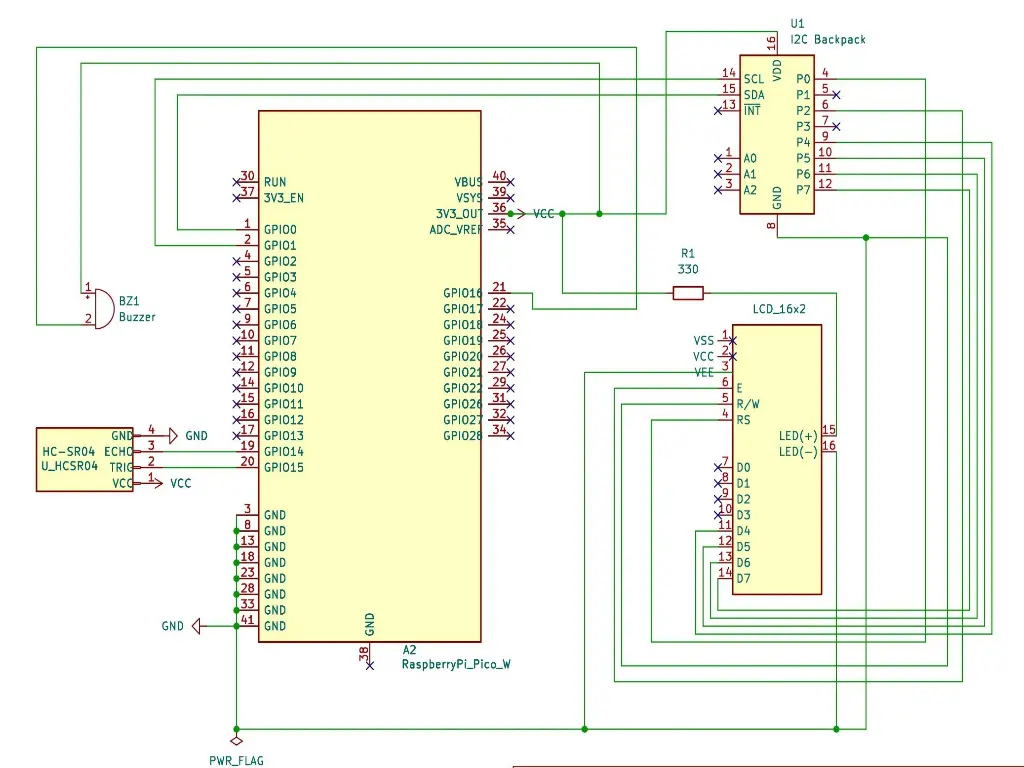 U1
I2C Backpack
16
VDD
14 SCL
15 SDA
13 INT
1 A0
2 A1
3 A2
P0 4
P1 5
P2 6
P3 7
P4 9
P5 10
P6 11
P7 12
GND
8
30 RUN
37 3V3_EN
1 GPIO0
2 GPIO1
4 GPIO2
5 GPIO3
6 GPIO4
7 GPIO5
9 GPIO6
10 GPIO7
11 GPIO8
12 GPIO9
14 GPIO10
15 GPIO11
16 GPIO12
17 GPIO13
19 GPIO14
20 GPIO15
3 GND
8 GND
13 GND
18 GND
23 GND
28 GND
33 GND
41 GND
VBUS 40
VSYS 39
3V3_OUT 36
VCC
ADC_VREF 35
GPIO16 21
GPIO17 22
GPIO18 24
GPIO19 25
GPIO20 26
GPIO21 27
GPIO22 29
GPIO26 31
GPIO27 32
GPIO28 34
GND
38
A2
RaspberryPi_Pico_W
1
+
2
BZ1
Buzzer
HC-SR04
U_HCSR04
GND 4 GND
ECHO 3
TRIG 2
VCC 1 VCC
GND
PWR_FLAG
R1
330
LCD_16x2
VSS 1
VCC 2
VEE 3
6 E
5 R/W
4 RS
LED(+) 15
LED(-) 16
7 D0
8 D1
9 D2
10 D3
11 D4
12 D5
13 D6
14 D7